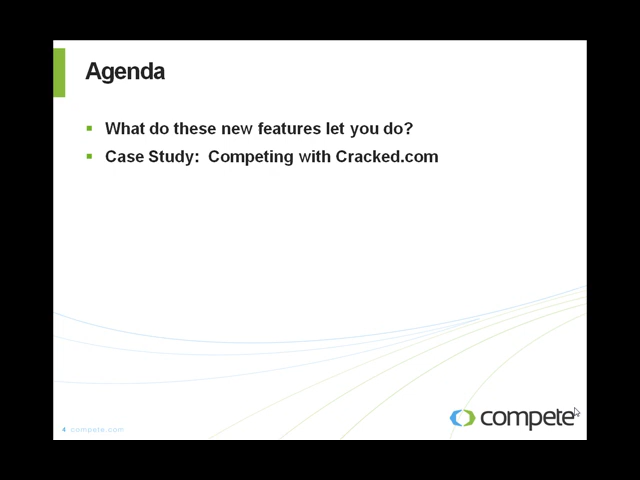 Agenda
What do these new features let you do?
Case Study: Competing with Cracked.com
compete
4 compete.com